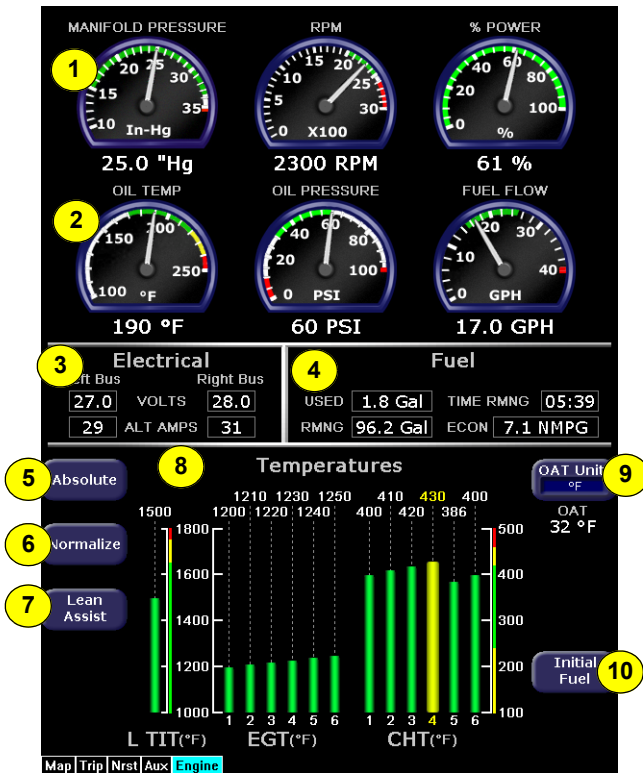 MANIFOLD PRESSURE RPM % POWER
1
10 15 20 25 30 35
In-Hg
0 5 10 15 20 25 30
X100
0 20 40 60 80 100
%
25.0 "Hg 2300 RPM 61 %
OIL TEMP OIL PRESSURE FUEL FLOW
2
100 150 200 250
°F
0 20 40 60 80 100
PSI
0 10 20 30 40
GPH
190 °F 60 PSI 17.0 GPH
3 Electrical
eft Bus Right Bus
27.0 VOLTS 28.0
29 ALT AMPS 31
4 Fuel
USED 1.8 Gal TIME RMNG 05:39
RMNG 96.2 Gal ECON 7.1 NMPG
8 Temperatures
5 Absolute
6 Normalize
7 Lean
Assist
9 OAT Unit
°F
OAT
32 °F
10 Initial
Fuel
1500
1800
1600
1400
1200
1000
1200 1210 1220 1230 1240 1250
1 2 3 4 5 6
400 410 420 430 386 400
1 2 3 4 5 6
500
400
300
200
100
L TIT(°F) EGT(°F) CHT(°F)
Map Trip Nrst Aux Engine